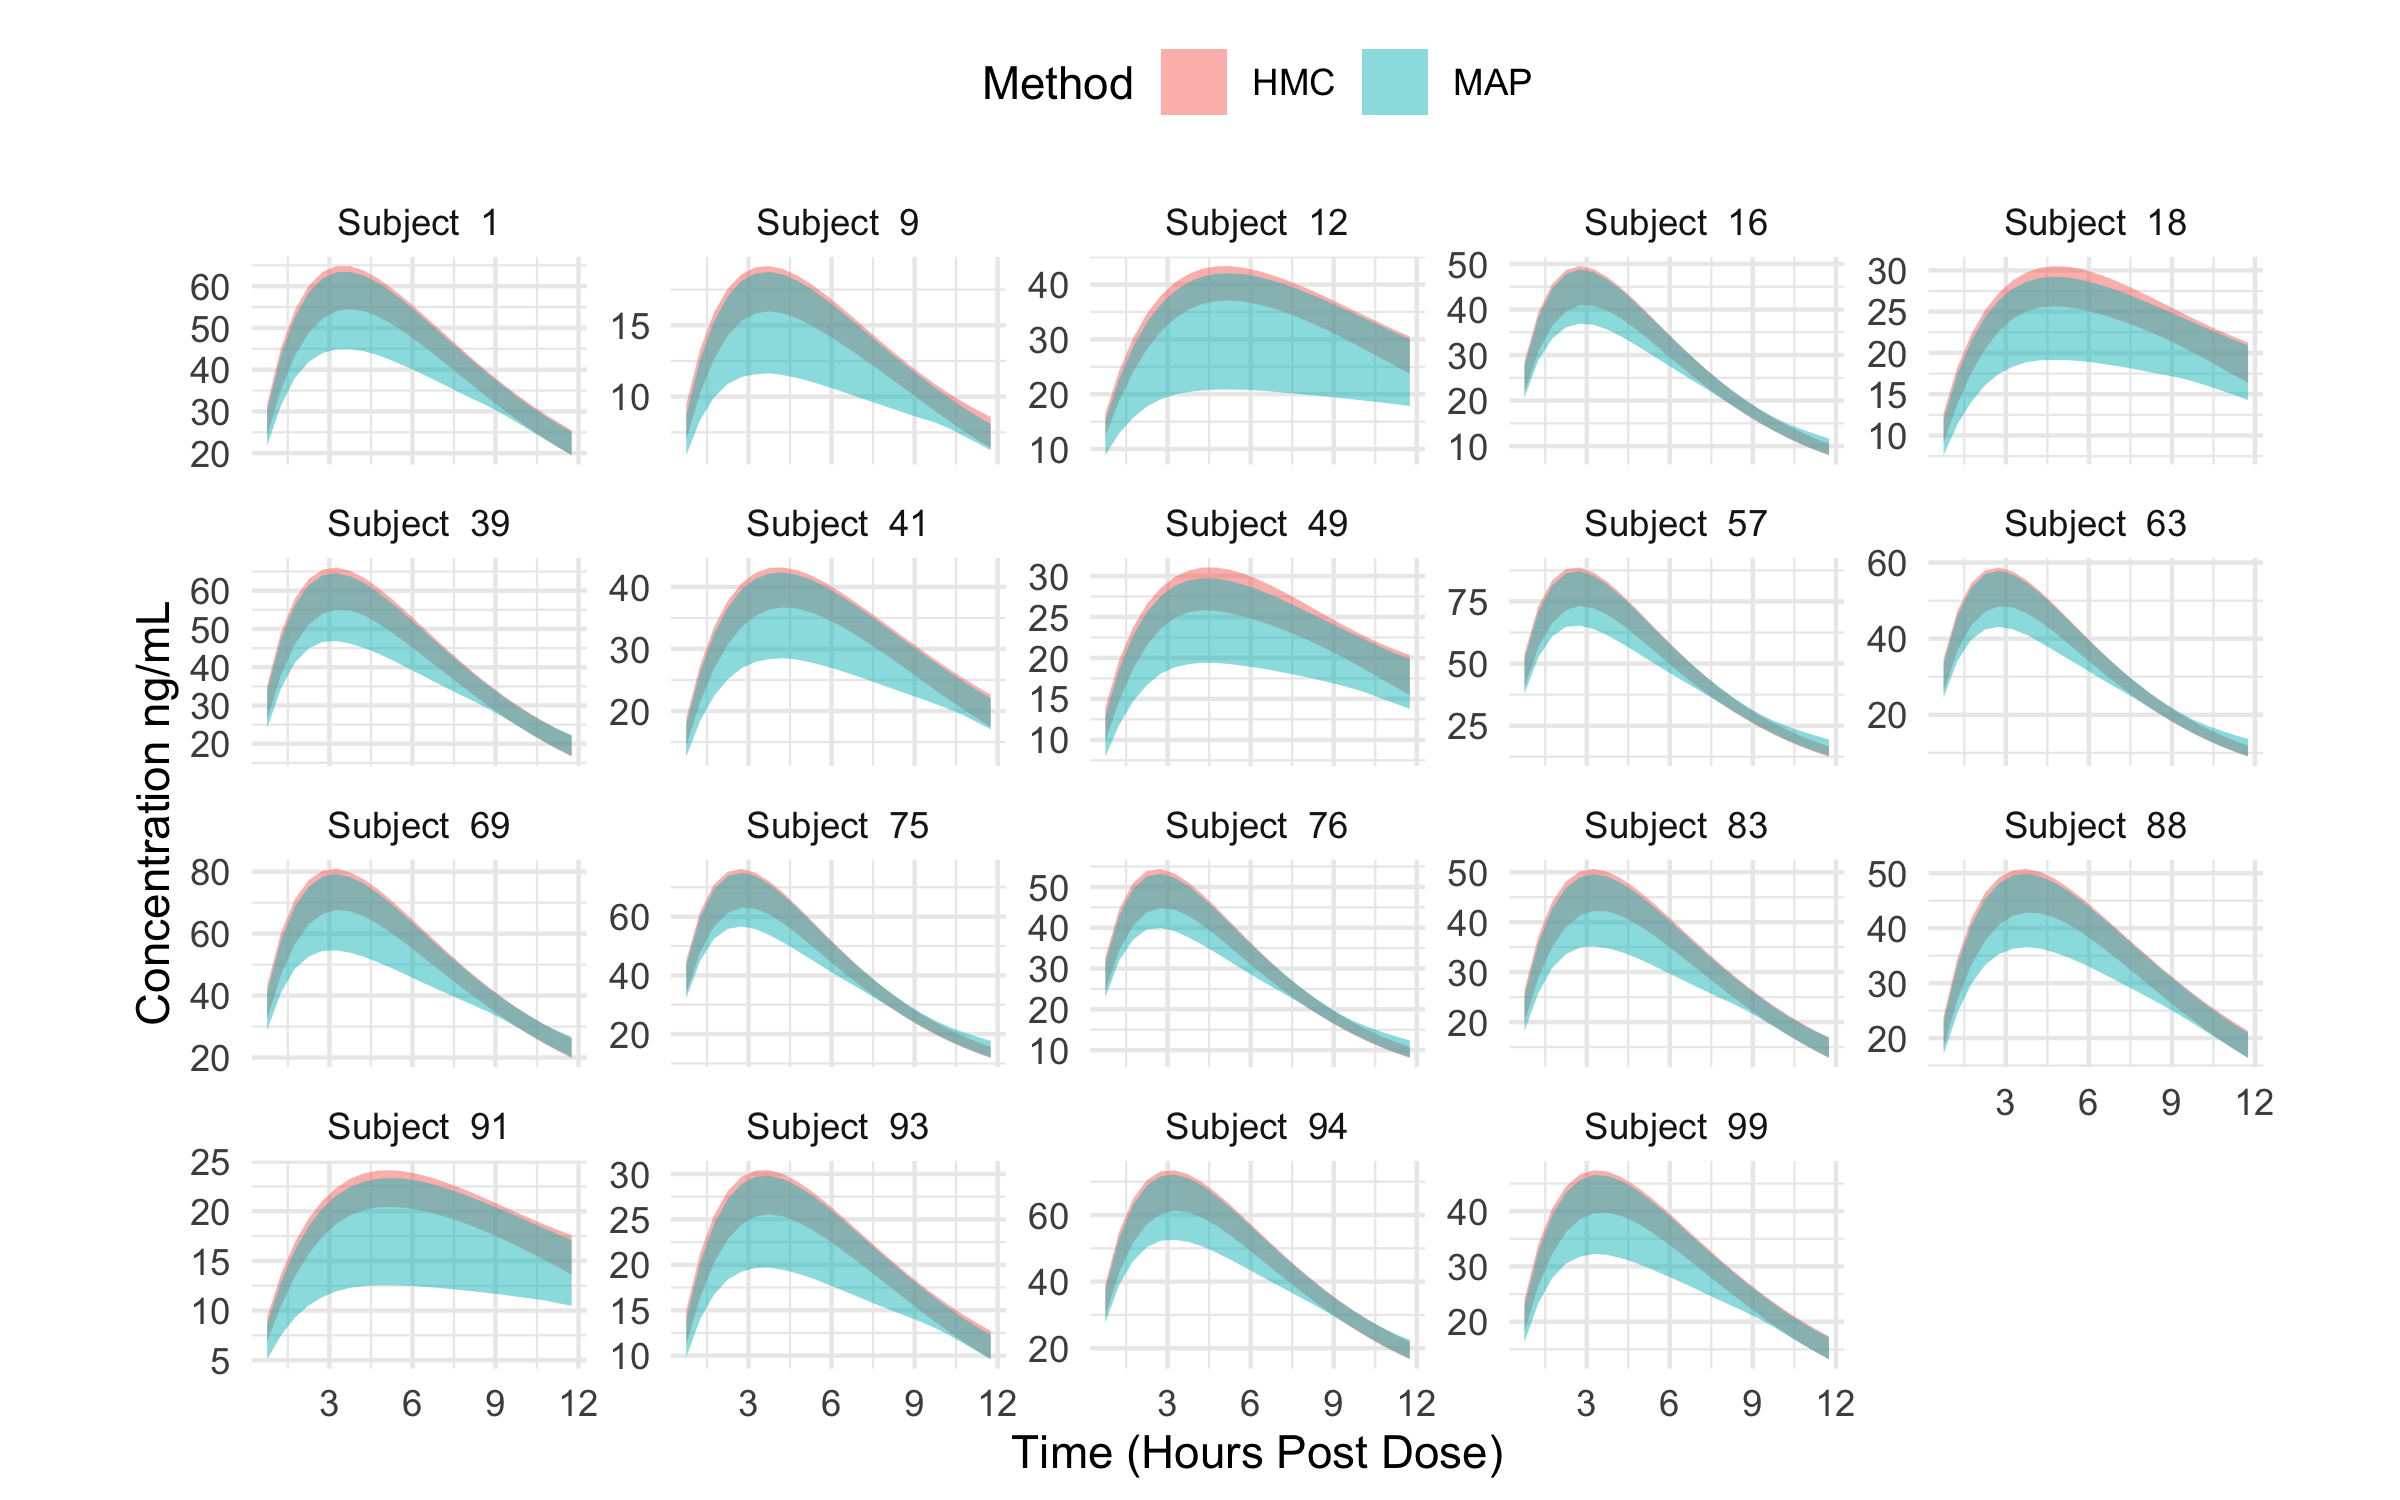 Method HMC MAP
Subject 1 Subject 9 Subject 12 Subject 16 Subject 18
60 50 40 30 20
15 10
40 30 20 10
50 40 30 20 10
30 25 20 15 10
Subject 39 Subject 41 Subject 49 Subject 57 Subject 63
60 50 40 30 20
40 30 20
30 25 20 15 10
75 50 25
60 40 20
Concentration ng/mL
Subject 69 Subject 75 Subject 76 Subject 83 Subject 88
80 60 40 20
60 40 20
50 40 30 20 10
50 40 30 20
50 40 30 20
3 6 9 12
Subject 91 Subject 93 Subject 94 Subject 99
25 20 15 10 5
30 25 20 15 10
60 40 20
40 30 20
3 6 9 12 3 6 9 12 3 6 9 12 3 6 9 12
Time (Hours Post Dose)